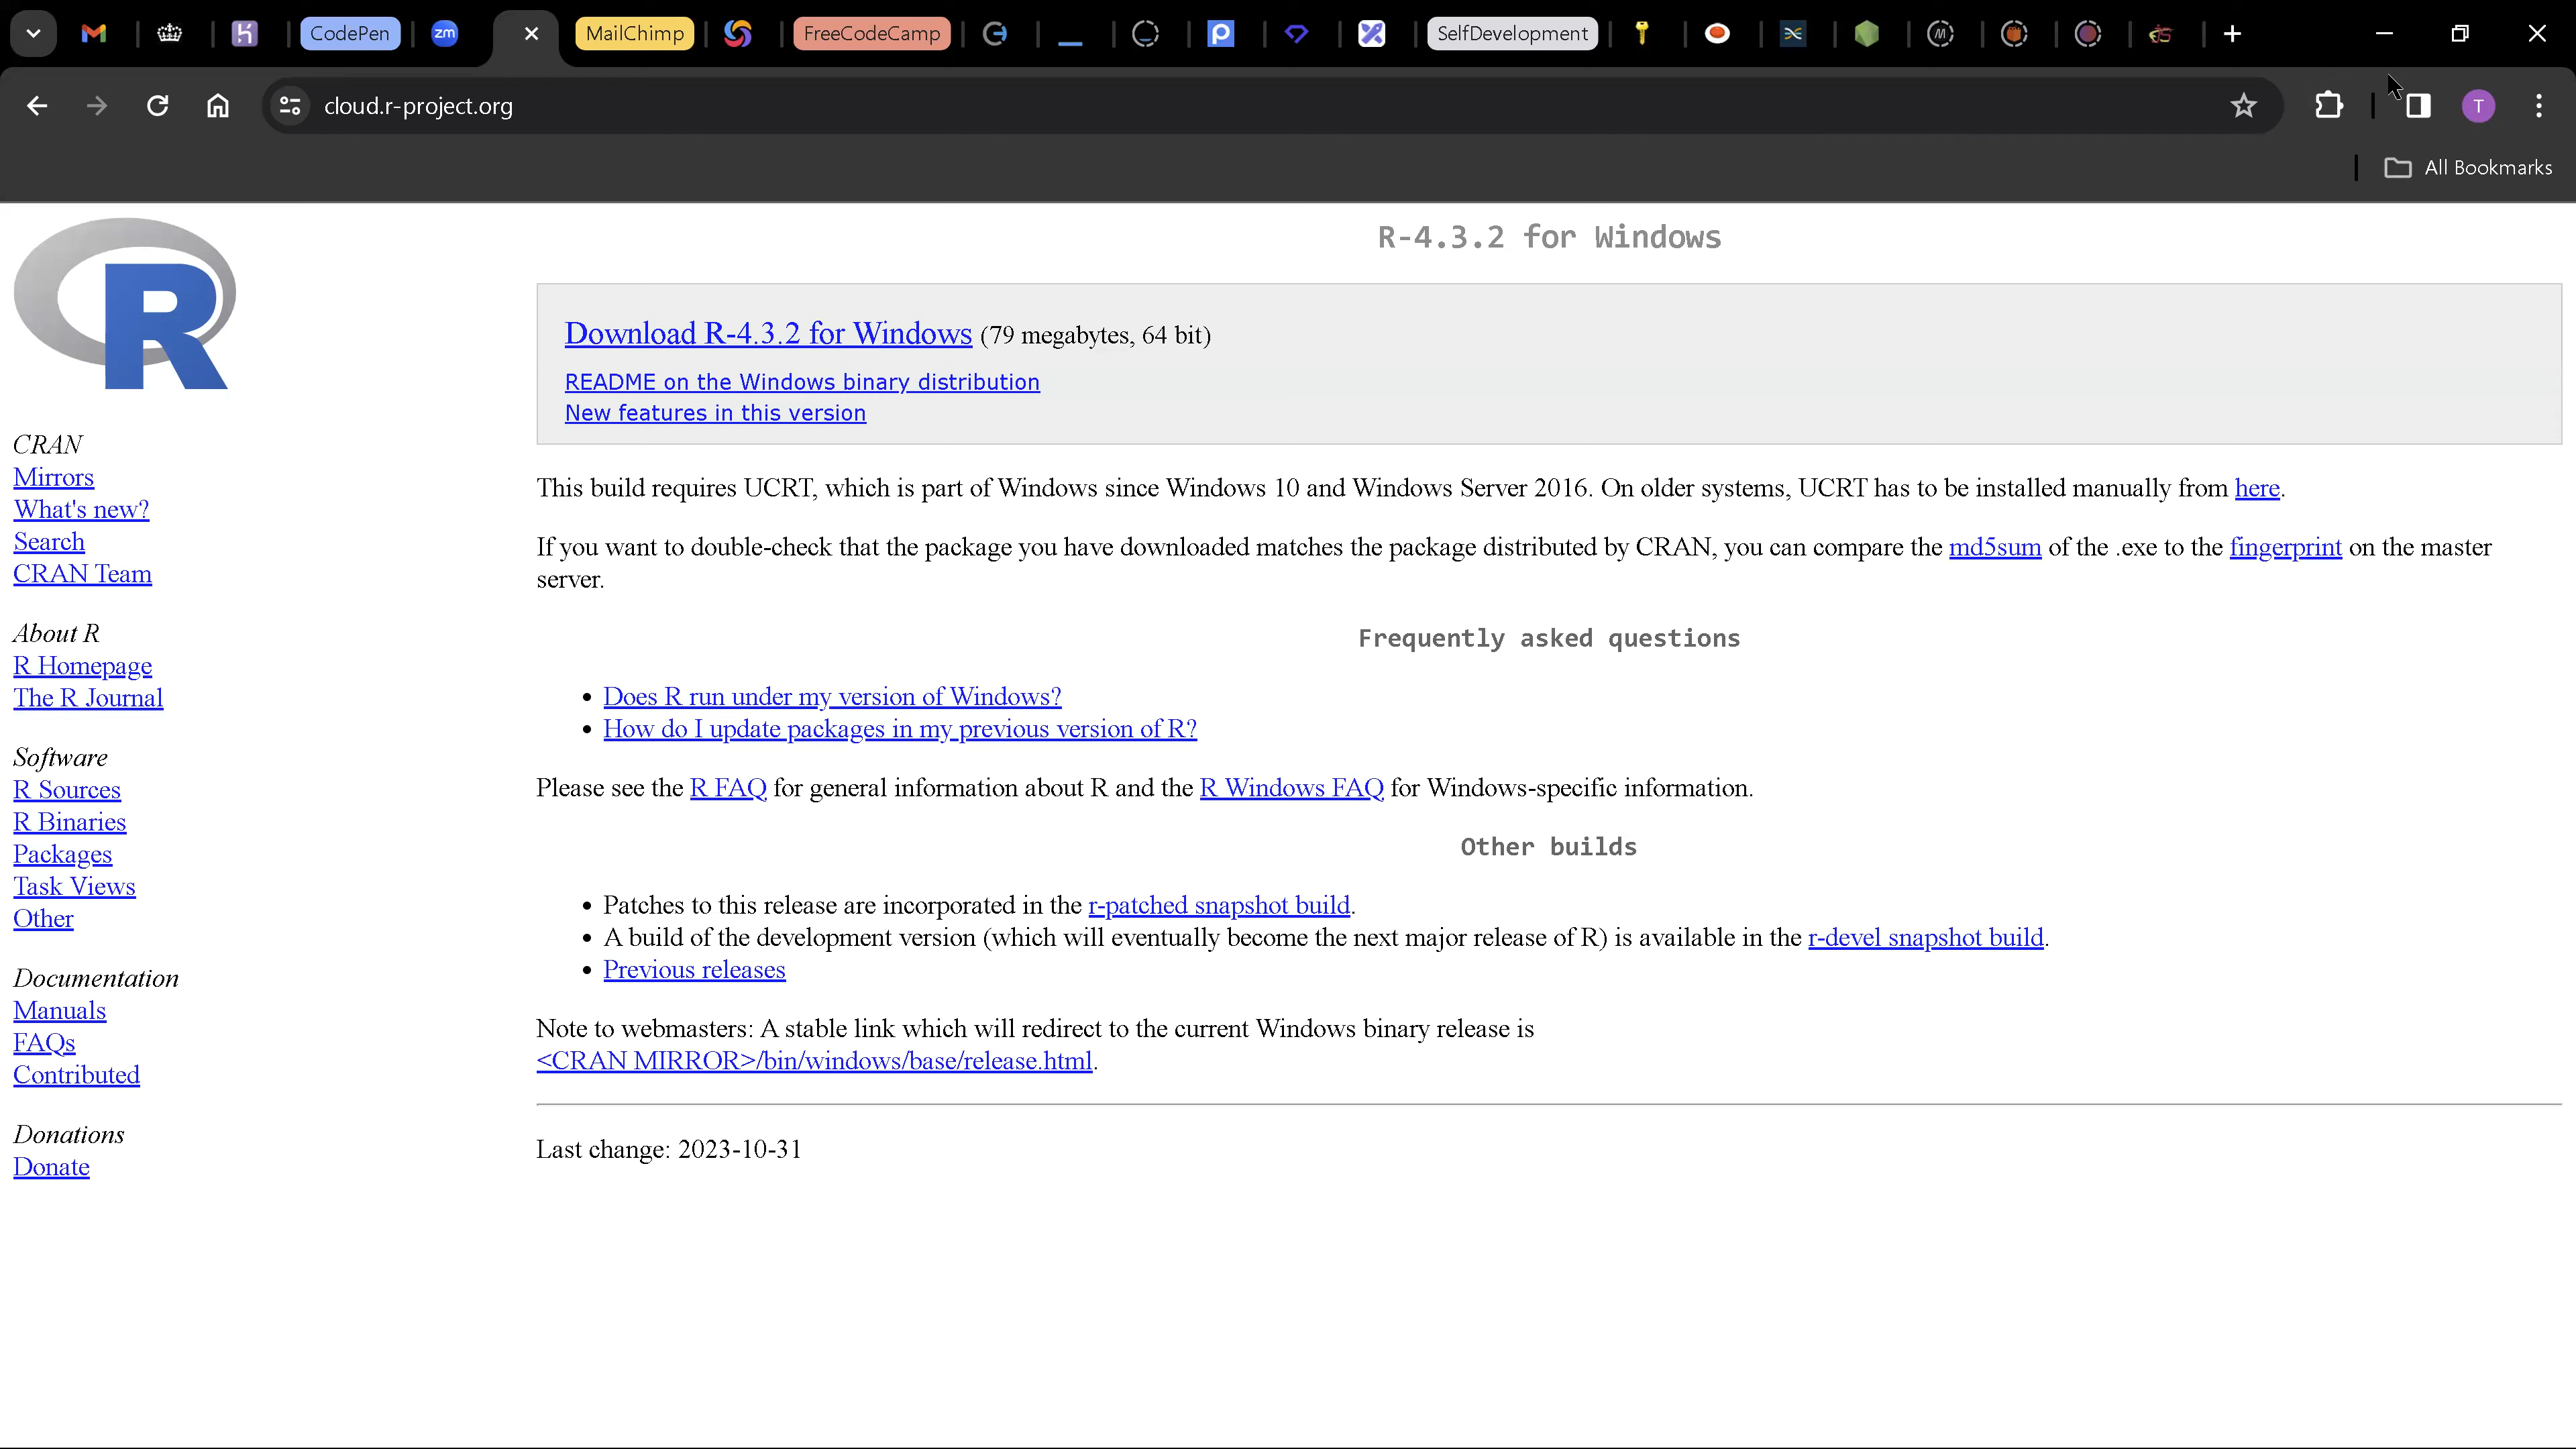 CodePen
zm
MailChimp
FreeCodeCamp
SelfDevelopment
cloud.r-project.org
T
All Bookmarks
R
CRAN
Mirrors
What's new?
Search
CRAN Team
About R
R Homepage
The R Journal
Software
R Sources
R Binaries
Packages
Task Views
Other
Documentation
Manuals
FAQs
Contributed
Donations
Donate
R-4.3.2 for Windows
Download R-4.3.2 for Windows (79 megabytes, 64 bit)
README on the Windows binary distribution
New features in this version
This build requires UCRT, which is part of Windows since Windows 10 and Windows Server 2016. On older systems, UCRT has to be installed manually from here.
If you want to double-check that the package you have downloaded matches the package distributed by CRAN, you can compare the md5sum of the .exe to the fingerprint on the master
server.
Frequently asked questions
• Does R run under my version of Windows?
• How do I update packages in my previous version of R?
Please see the R FAQ for general information about R and the R Windows FAQ for Windows-specific information.
Other builds
• Patches to this release are incorporated in the r-patched snapshot build.
• A build of the development version (which will eventually become the next major release of R) is available in the r-devel snapshot build.
• Previous releases
Note to webmasters: A stable link which will redirect to the current Windows binary release is
<CRAN MIRROR>/bin/windows/base/release.html.
Last change: 2023-10-31